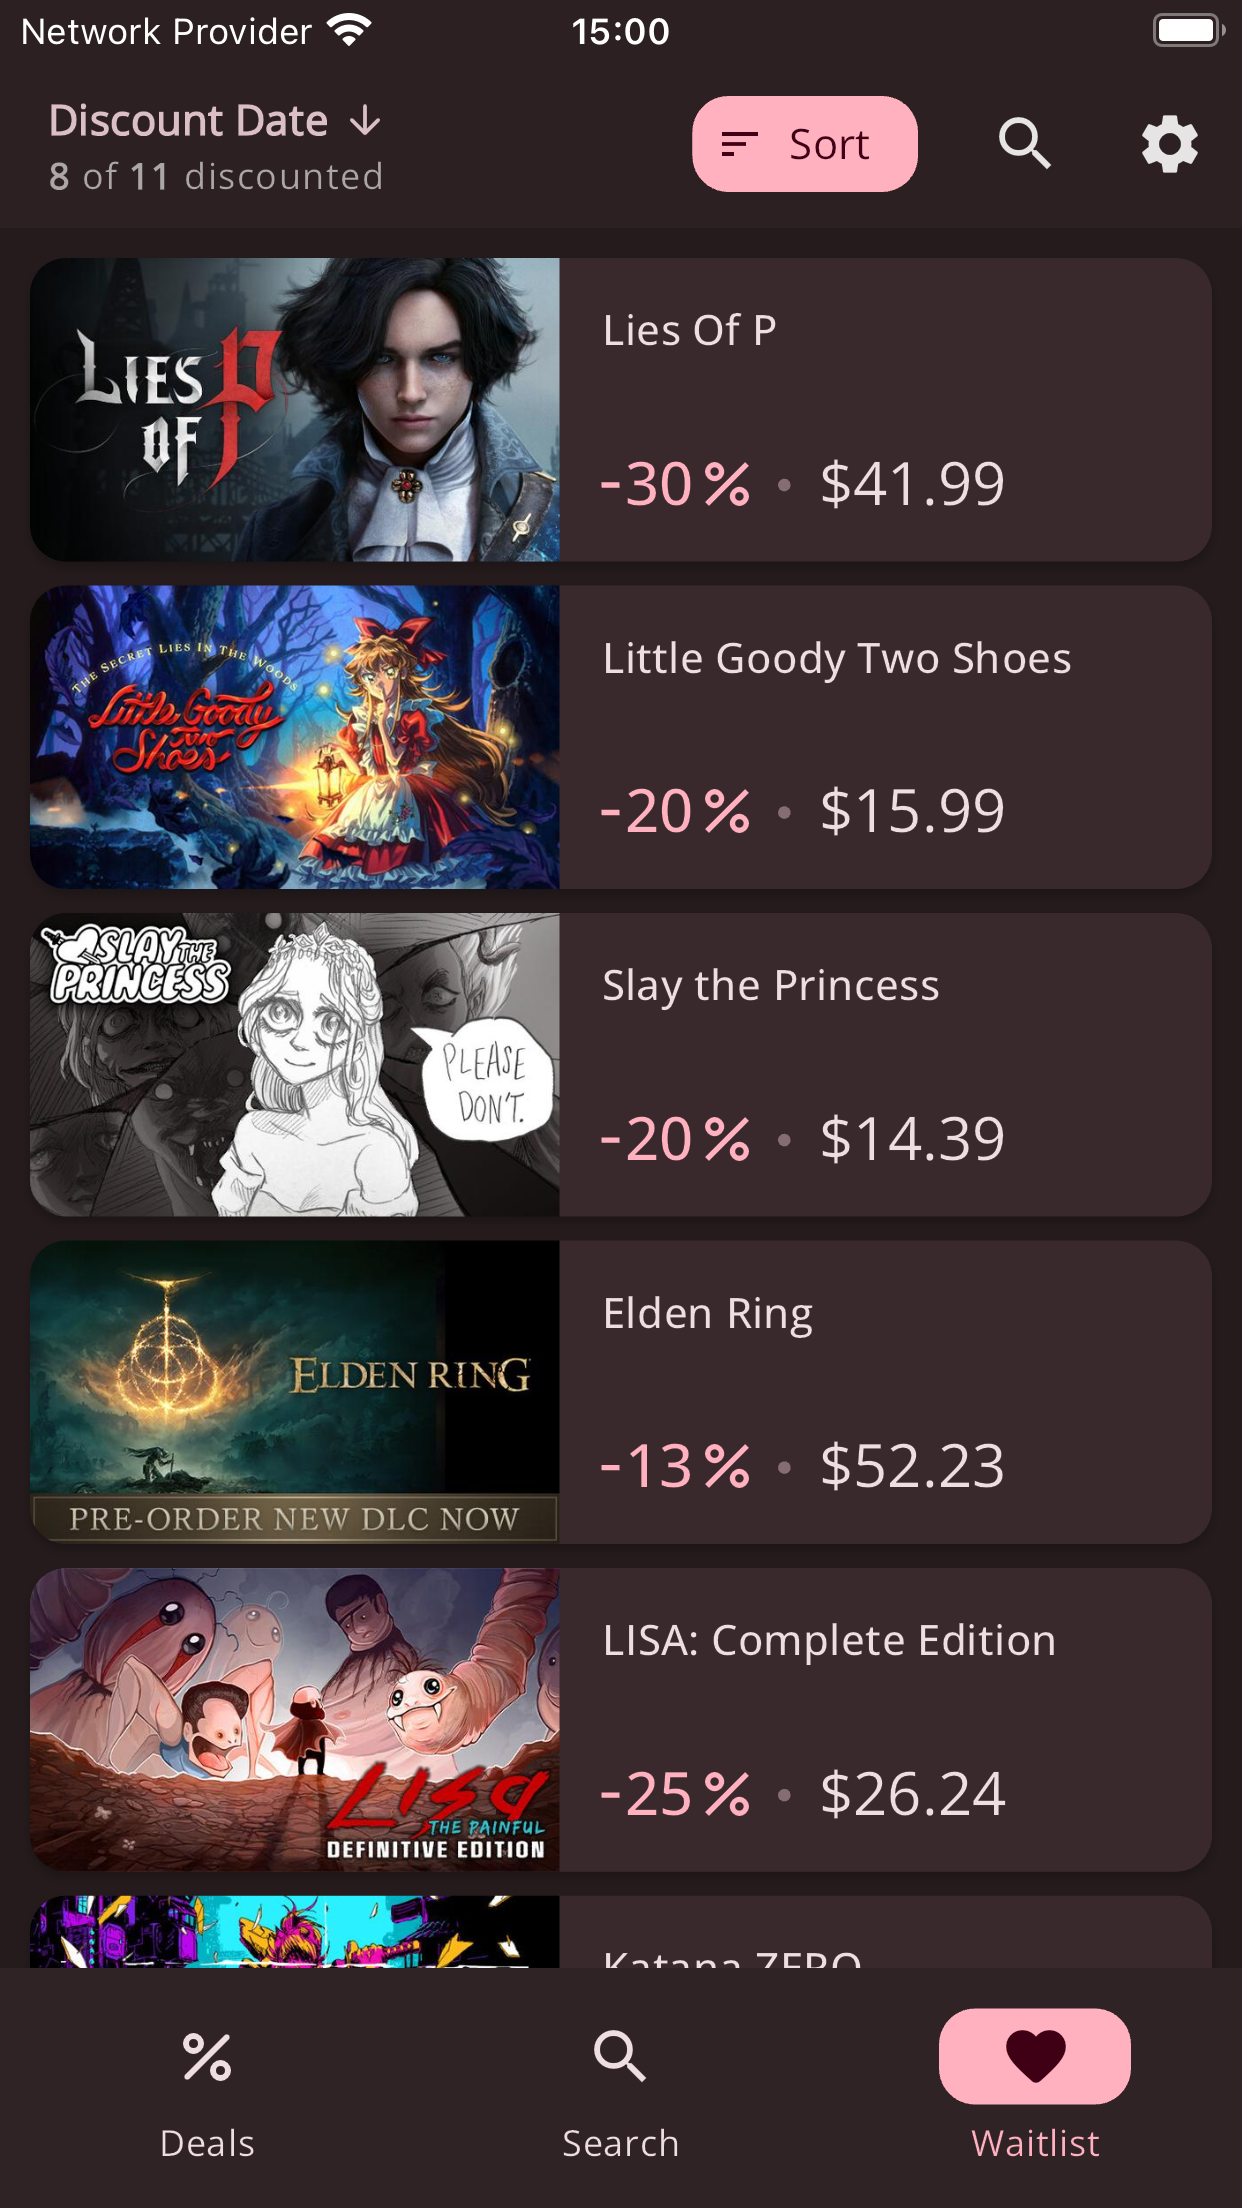 Network Provider
15:00
Discount Date ↓
8 of 11 discounted
Sort
LIES OF P
Lies Of P
-30% • $41.99
THE SECRET LIES IN THE WOODS
Little Goody
Two
Shoes
Little Goody Two Shoes
-20% • $15.99
SLAY THE
PRINCESS
PLEASE
DON'T.
Slay the Princess
-20% • $14.39
ELDEN RING
PRE-ORDER NEW DLC NOW
Elden Ring
-13% • $52.23
LISA
THE PAINFUL
DEFINITIVE EDITION
LISA: Complete Edition
-25% • $26.24
Katana ZERO
Deals
Search
Waitlist